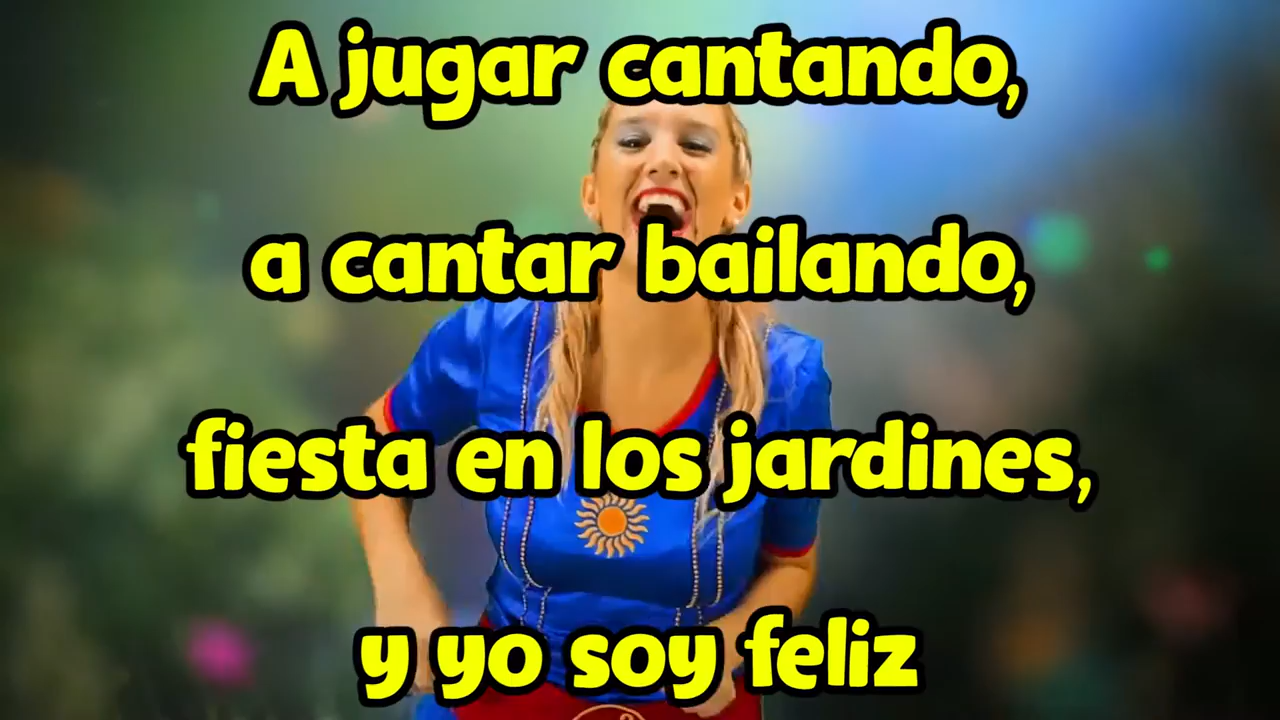 A jugar cantando,
a cantar bailando,
fiesta en los jardines,
y yo soy feliz